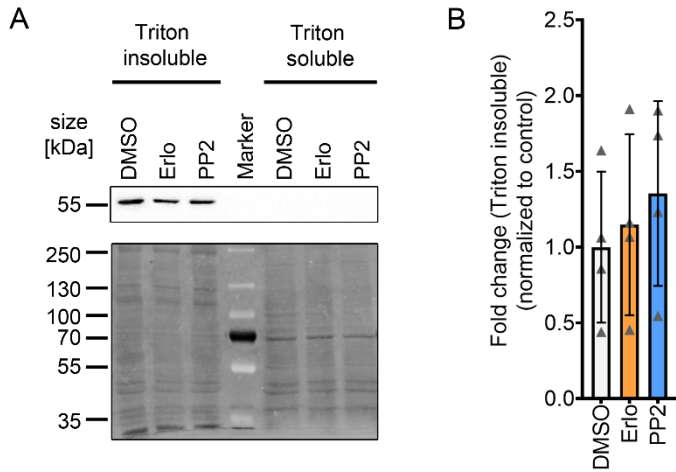 A
Triton
insoluble
Triton
soluble
size
[kDa]
DMSO
Erlo
PP2
Marker
DMSO
Erlo
PP2
55
250
130
100
70
55
35
B
Fold change (Triton insoluble)
(normalized to control)
2.5
2.0
1.5
1.0
0.5
0.0
DMSO
Erlo
PP2